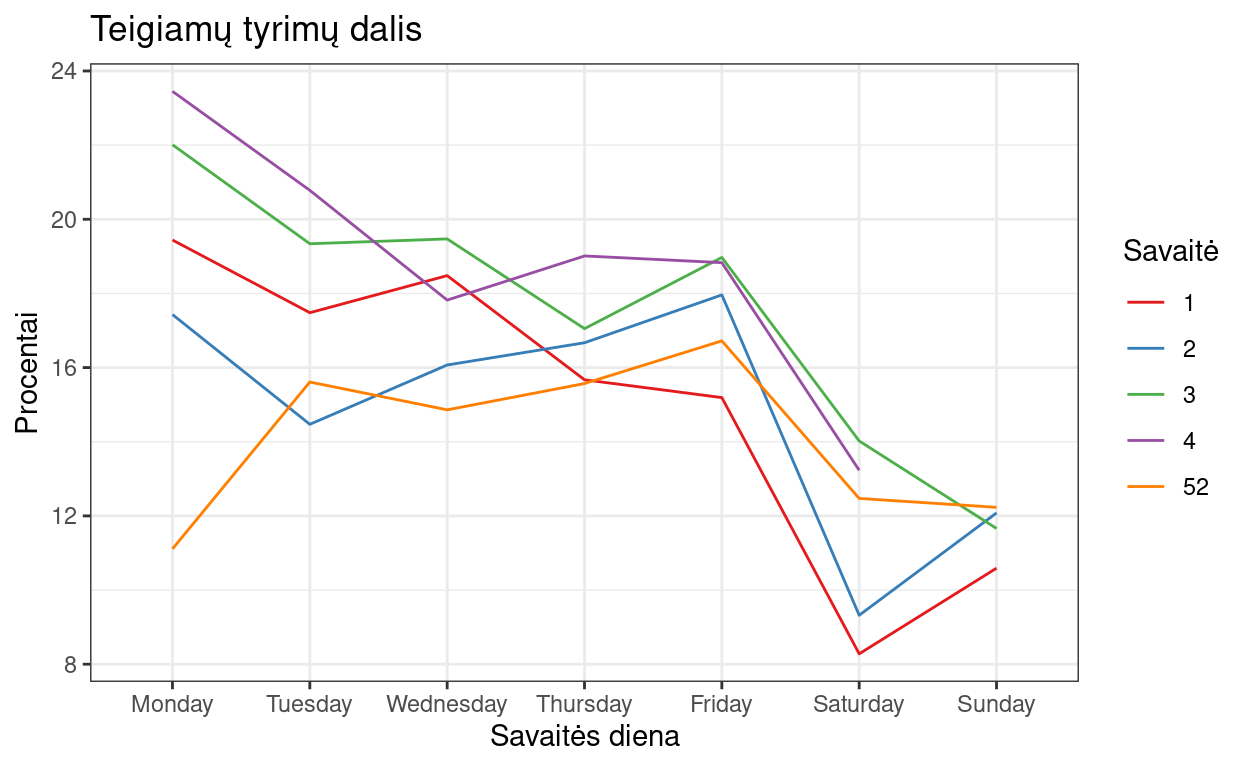 Teigiamų tyrimų dalis
Procentai
24
20
16
12
8
Monday Tuesday Wednesday Thursday Friday Saturday Sunday
Savaitės diena
Savaitė
1
2
3
4
52